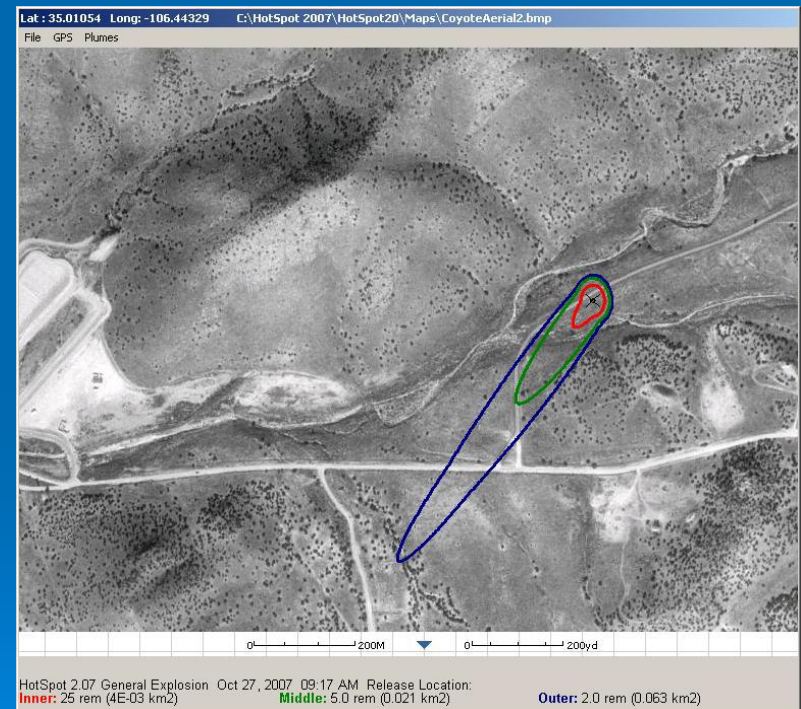 Lat : 35.01054 Long: -106.44329 C:\HotSpot 2007\HotSpot20\Maps\CoyoteAerial2.bmp
File GPS Plumes
0 200M 0 200yd
HotSpot 2.07 General Explosion Oct 27, 2007 09:17 AM Release Location:
Inner: 25 rem (4E-03 km2) Middle: 5.0 rem (0.021 km2) Outer: 2.0 rem (0.063 km2)